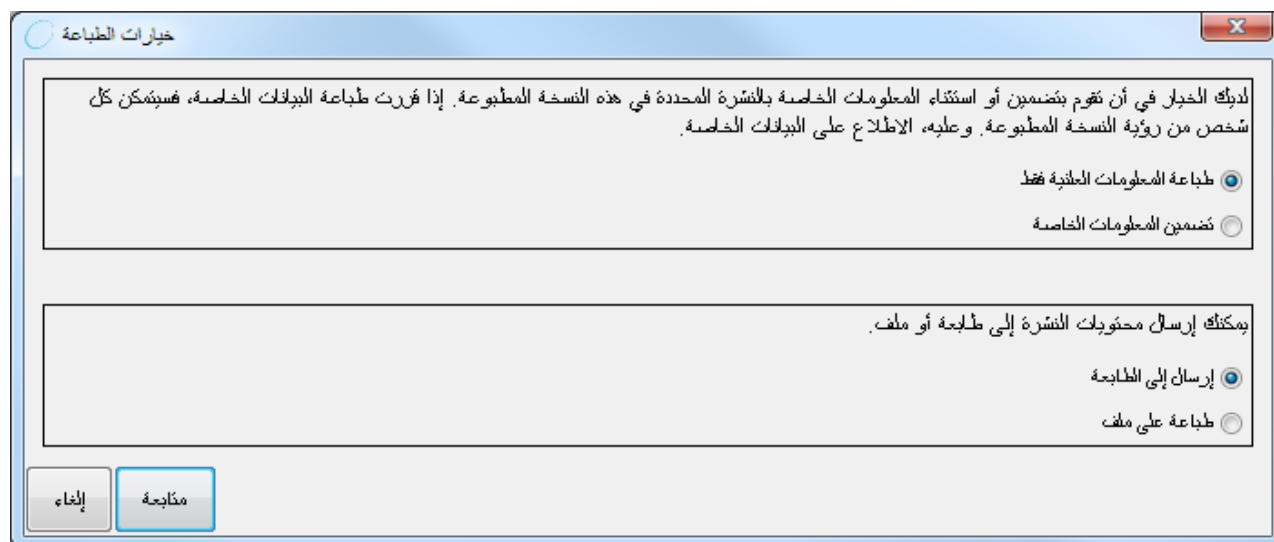 خيارات الطباعة
لديك الخيار في أن تقوم بتضمين أو استثناء المعلومات الخاصة بالنشرة المحددة في هذه النسخة المطبوعة. إذا قررت طباعة البيانات الخاصة، فسيتمكن كل
شخص من رؤية النسخة المطبوعة. وعليه، الاطلاع على البيانات الخاصة.
طباعة المعلومات العلنية فقط
تضمين المعلومات الخاصة
يمكنك إرسال محتويات النشرة إلى طابعة أو ملف.
إرسال إلى الطابعة
طباعة على ملف
متابعة
إلغاء